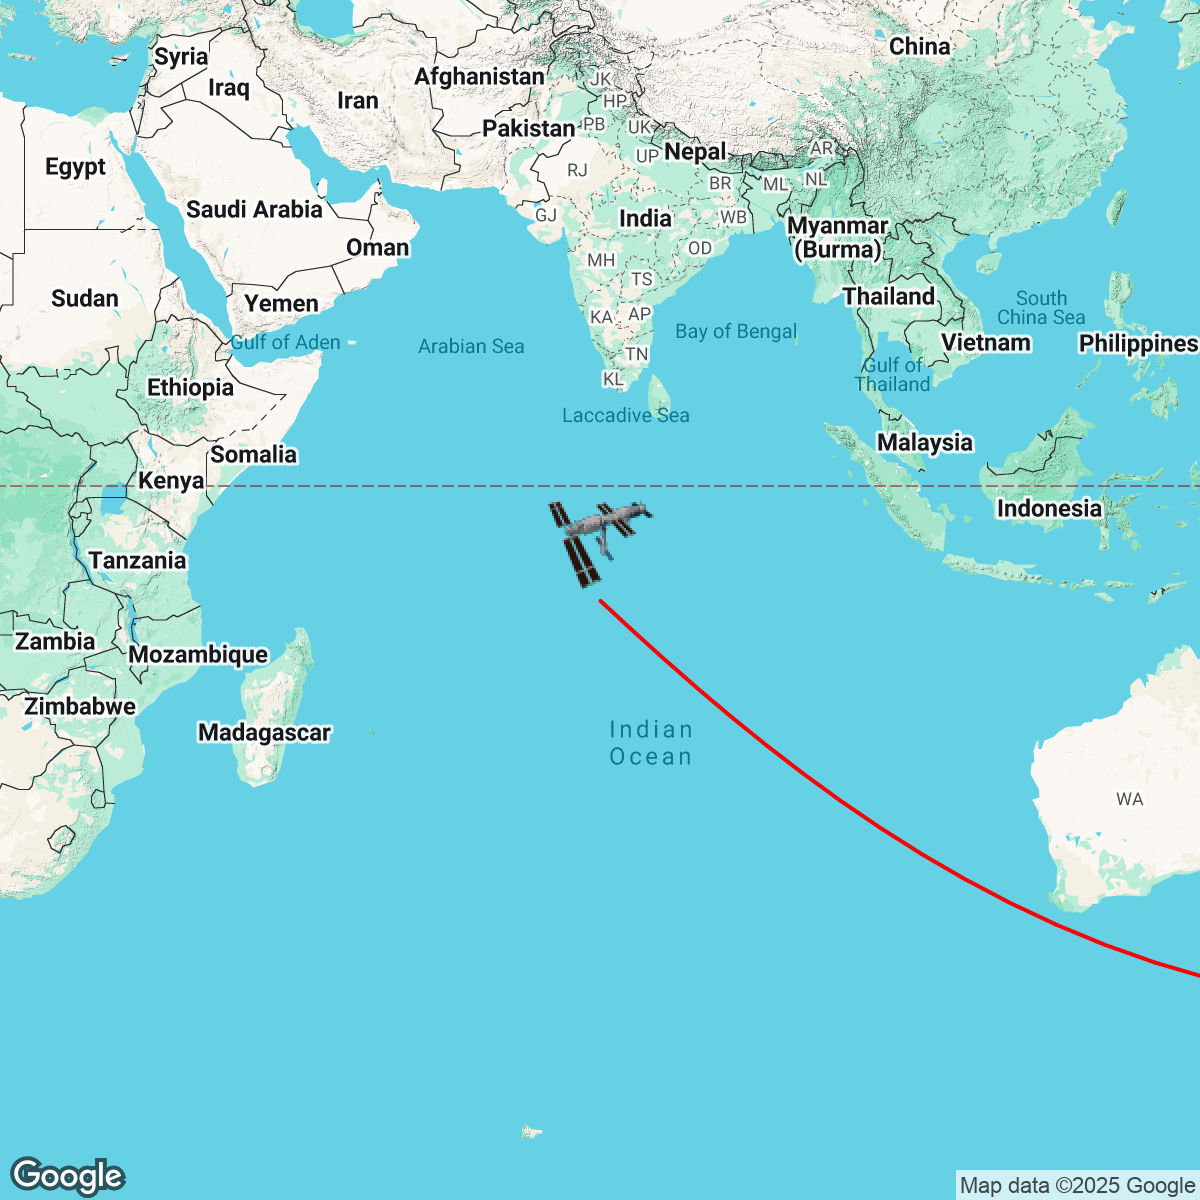 China
Syria
Afghanistan
JK
Iraq
Iran
HP
Pakistan
PB
UK
Nepal
AR
Egypt
UP
RJ
BR
ML
NL
Saudi Arabia
GJ
India
WB
Myanmar
(Burma)
Oman
OD
MH
TS
Sudan
Yemen
Thailand
South
China Sea
KA
AP
Bay of Bengal
Gulf of Aden
Arabian Sea
Vietnam
Philippines
TN
Gulf of
Thailand
KL
Ethiopia
Laccadive Sea
Malaysia
Somalia
Kenya
Indonesia
Tanzania
Zambia
Mozambique
Zimbabwe
Madagascar
Indian
Ocean
WA
Google
Map data ©2025 Google